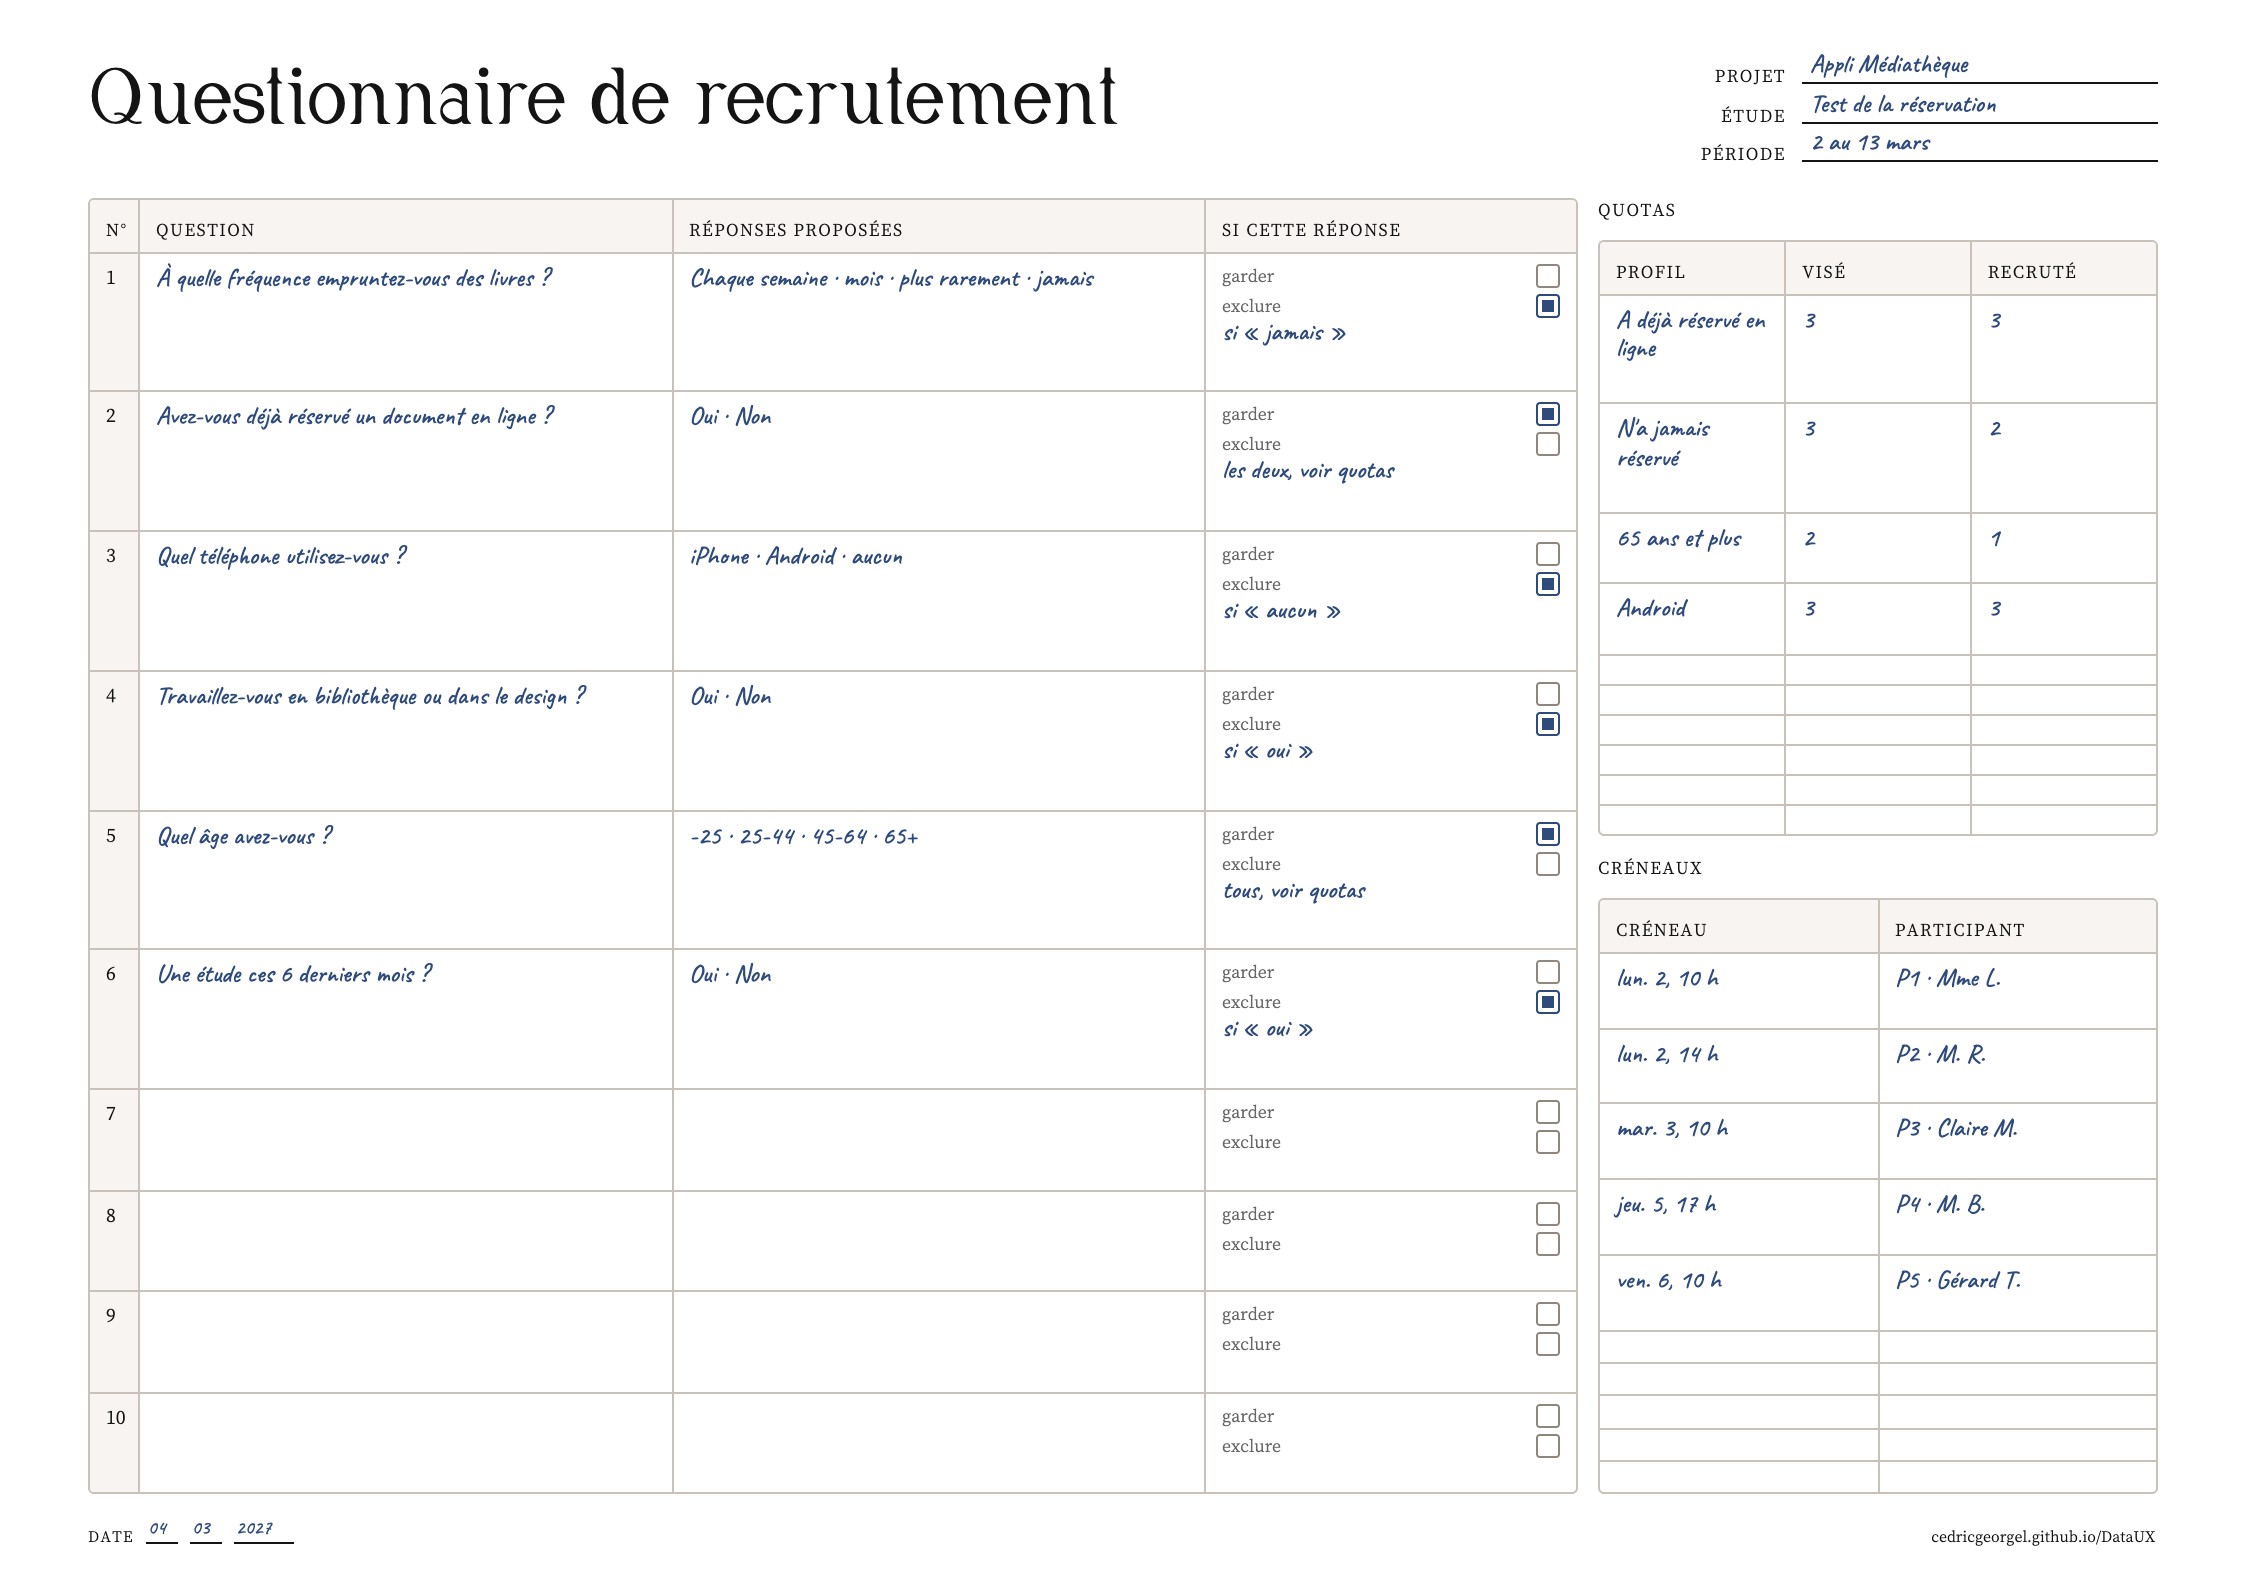 Questionnaire de recrutement
PROJET Appli Médiathèque
ÉTUDE Test de la réservation
PÉRIODE 2 au 13 mars
N° QUESTION RÉPONSES PROPOSÉES SI CETTE RÉPONSE
1 À quelle fréquence empruntez-vous des livres ? Chaque semaine · mois · plus rarement · jamais garder
exclure
si « jamais »
2 Avez-vous déjà réservé un document en ligne ? Oui · Non garder
exclure
les deux, voir quotas
3 Quel téléphone utilisez-vous ? iPhone · Android · aucun garder
exclure
si « aucun »
4 Travaillez-vous en bibliothèque ou dans le design ? Oui · Non garder
exclure
si « oui »
5 Quel âge avez-vous ? -25 · 25-44 · 45-64 · 65+ garder
exclure
tous, voir quotas
6 Une étude ces 6 derniers mois ? Oui · Non garder
exclure
si « oui »
7 garder
exclure
8 garder
exclure
9 garder
exclure
10 garder
exclure
QUOTAS
PROFIL VISÉ RECRUTÉ
A déjà réservé en 3 3
ligne
N'a jamais 3 2
réservé
65 ans et plus 2 1
Android 3 3
CRÉNEAUX
CRÉNEAU PARTICIPANT
lun. 2, 10 h P1 · Mme L.
lun. 2, 14 h P2 · M. R.
mar. 3, 10 h P3 · Claire M.
jeu. 5, 17 h P4 · M. B.
ven. 6, 10 h P5 · Gérard T.
DATE 04 03 2027
cedricgeorgel.github.io/DataUX